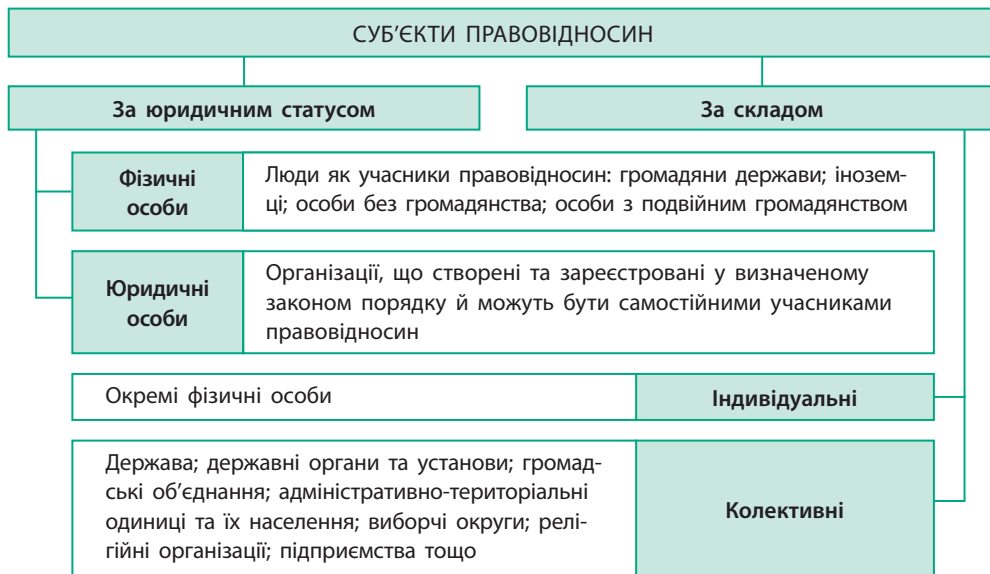 СУБ’ЄКТИ ПРАВОВІДНОСИН
За юридичним статусом
За складом
Фізичні
особи
Люди як учасники правовідносин: громадяни держави; інозем-
ці; особи без громадянства; особи з подвійним громадянством
Юридичні
особи
Організації, що створені та зареєстровані у визначеному
законом порядку й можуть бути самостійними учасниками
правовідносин
Окремі фізичні особи
Індивідуальні
Держава; державні органи та установи; громад-
ські об’єднання; адміністративно-територіальні
одиниці та їх населення; виборчі округи; релі-
гійні організації; підприємства тощо
Колективні